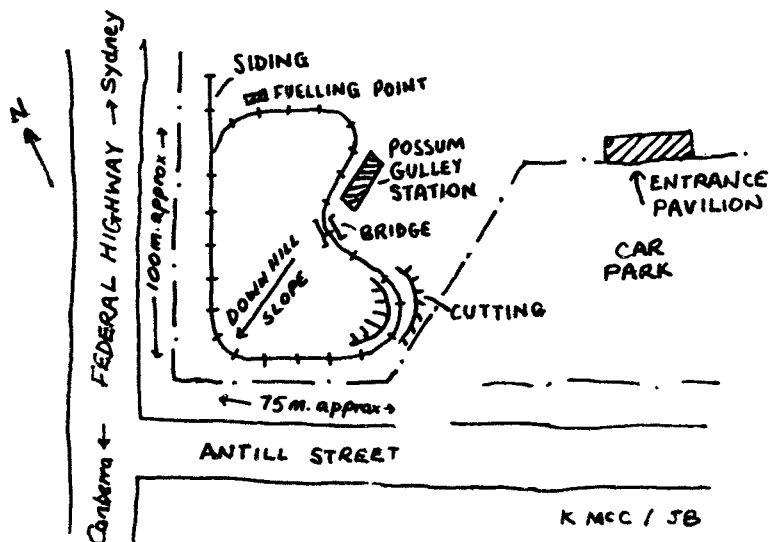 SIDING
FUELLING POINT
POSSUM
GULLEY
STATION
BRIDGE
ENTRANCE
PAVILION
CAR
PARK
CUTTING
DOWN HILL
SLOPE
N
Canberra ← FEDERAL HIGHWAY → Sydney
100m. approx
75m. approx
ANTILL STREET
K McC / JB